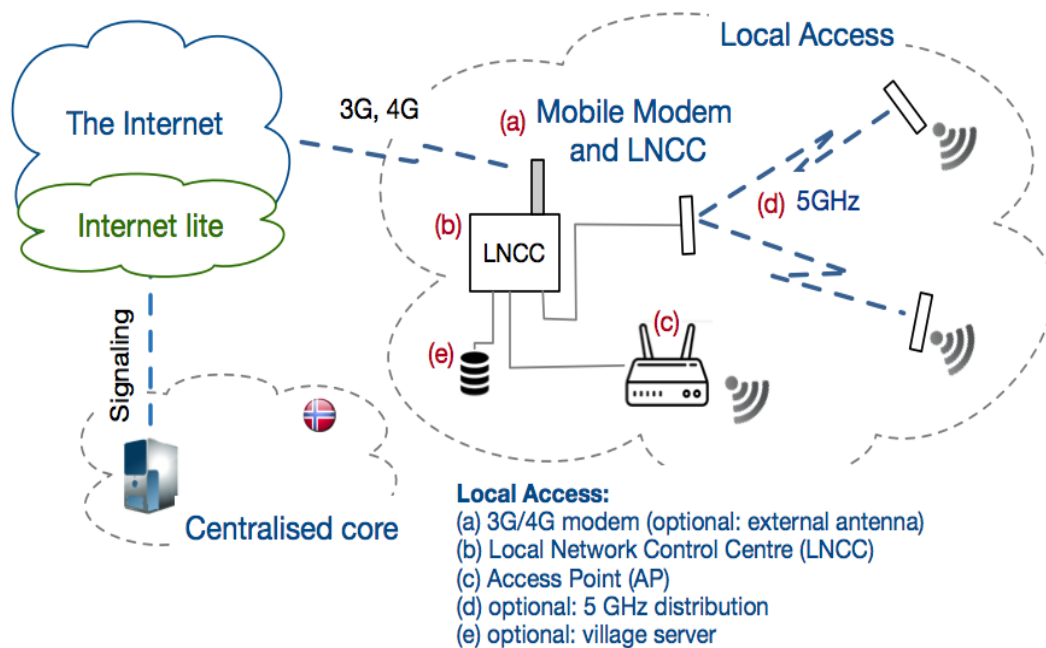 Local Access
The Internet
3G, 4G
(a) Mobile Modem
and LNCC
Internet lite
(b)
LNCC
(d) 5GHz
(c)
(e)
Signaling
Centralised core
Local Access:
(a) 3G/4G modem (optional: external antenna)
(b) Local Network Control Centre (LNCC)
(c) Access Point (AP)
(d) optional: 5 GHz distribution
(e) optional: village server